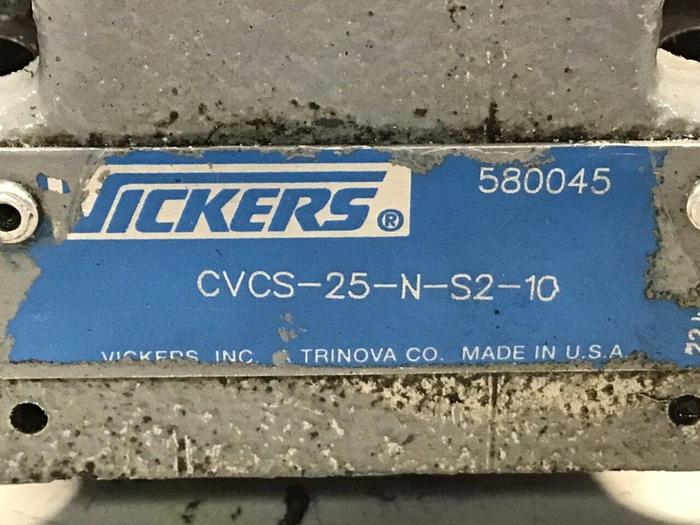 VICKERS®
580045
CVCS-25-N-S2-10
VICKERS, INC. A TRINOVA CO. MADE IN U.S.A